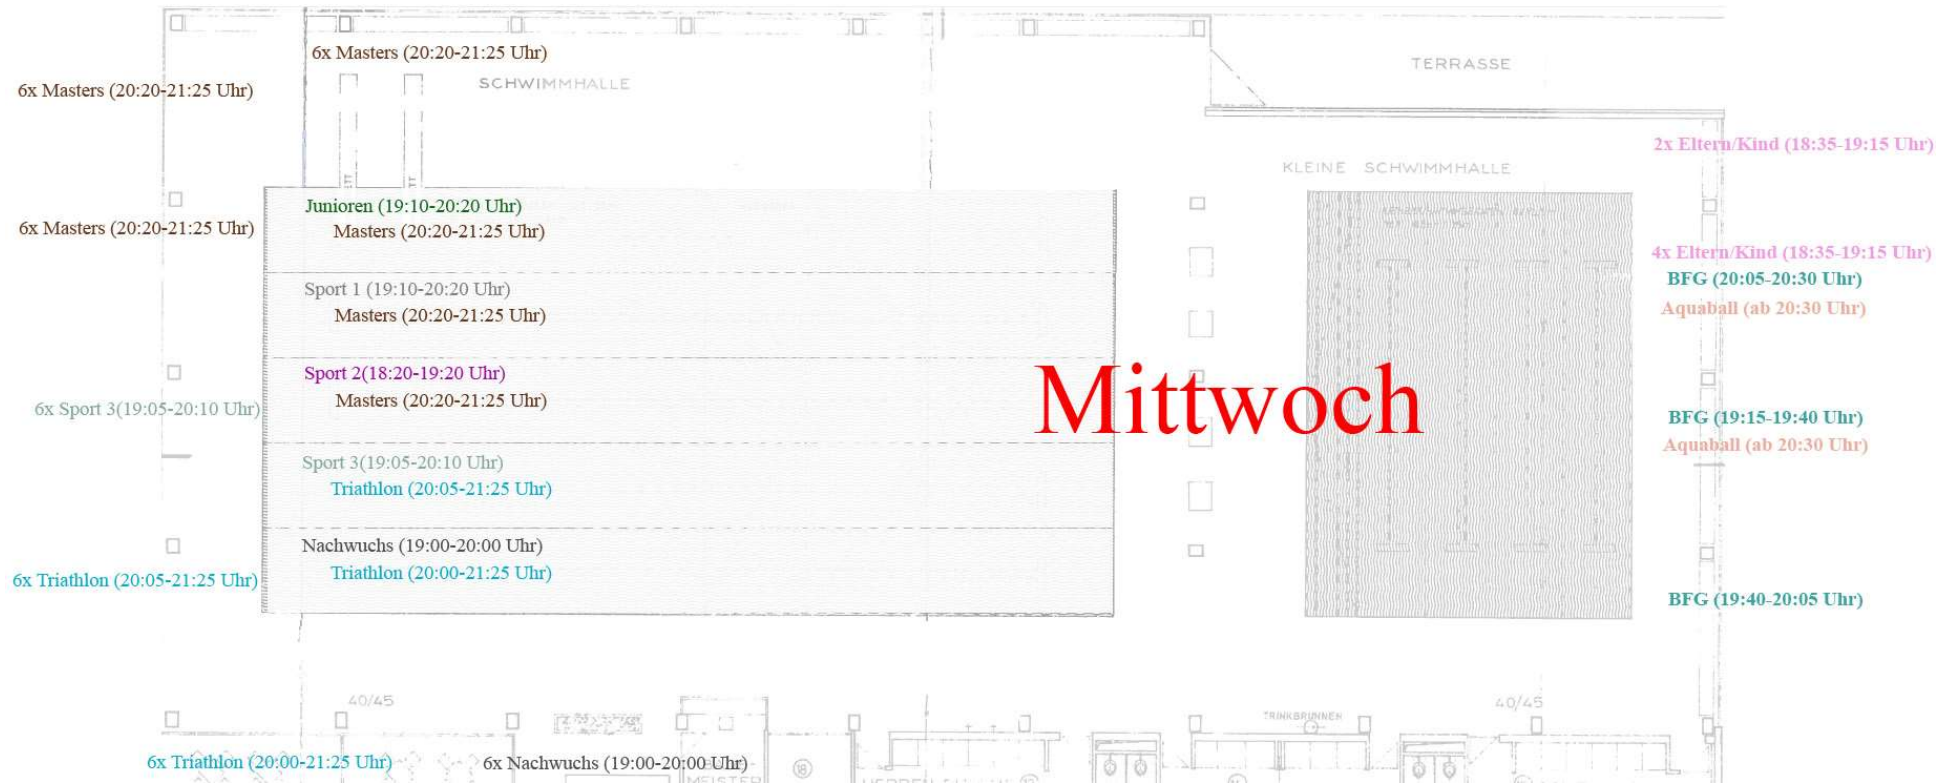 6x Masters (20:20-21:25 Uhr)
SCHWIMMHALLE
TERRASSE
6x Masters (20:20-21:25 Uhr)
2x Eltern/Kind (18:35-19:15 Uhr)
KLEINE SCHWIMMHALLE
Junioren (19:10-20:20 Uhr)
6x Masters (20:20-21:25 Uhr)
Masters (20:20-21:25 Uhr)
4x Eltern/Kind (18:35-19:15 Uhr)
BFG (20:05-20:30 Uhr)
Sport 1 (19:10-20:20 Uhr)
Aquaball (ab 20:30 Uhr)
Masters (20:20-21:25 Uhr)
Sport 2(18:20-19:20 Uhr)
Masters (20:20-21:25 Uhr)
Mittwoch
6x Sport 3(19:05-20:10 Uhr)
BFG (19:15-19:40 Uhr)
Aquaball (ab 20:30 Uhr)
Sport 3(19:05-20:10 Uhr)
Triathlon (20:05-21:25 Uhr)
Nachwuchs (19:00-20:00 Uhr)
Triathlon (20:00-21:25 Uhr)
6x Triathlon (20:05-21:25 Uhr)
BFG (19:40-20:05 Uhr)
40/45
40/45
TRINKBRUNNEN
6x Triathlon (20:00-21:25 Uhr)
6x Nachwuchs (19:00-20:00 Uhr)
18
MEISTER